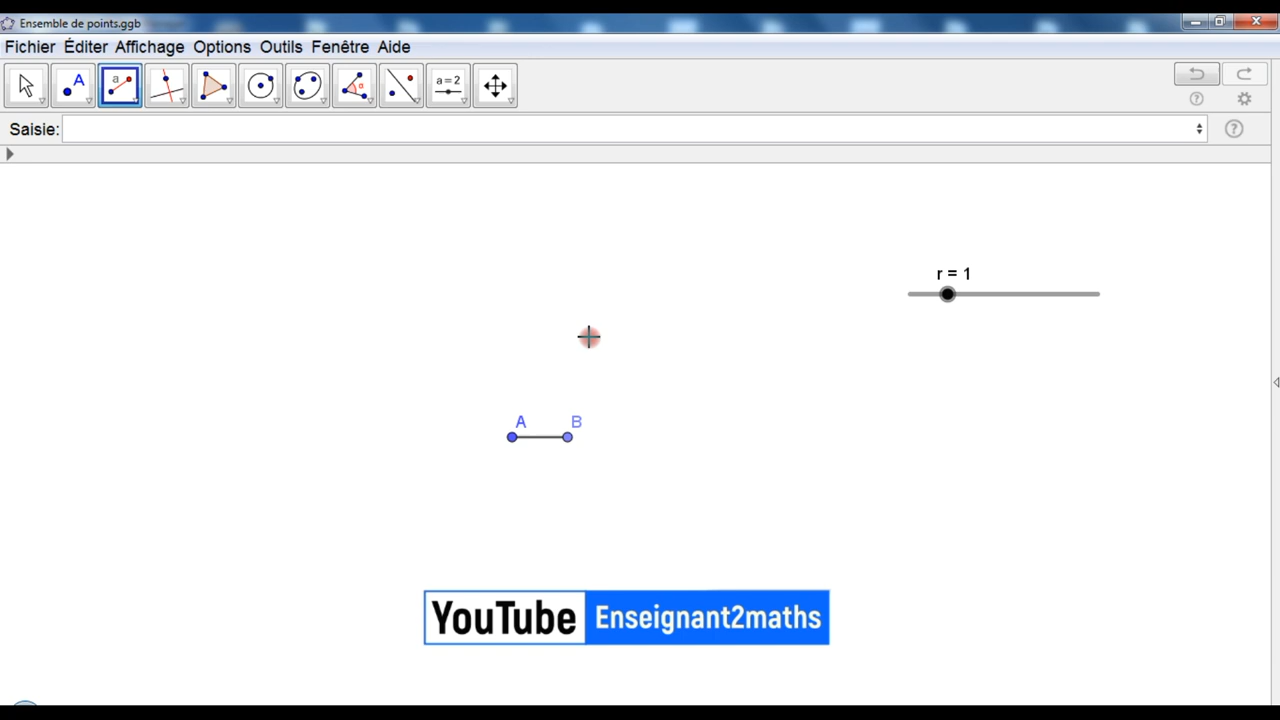 Ensemble de points.ggb
Fichier Éditer Affichage Options Outils Fenêtre Aide
A
a
α
a=2
Saisie:
r = 1
A B
YouTube Enseignant2maths